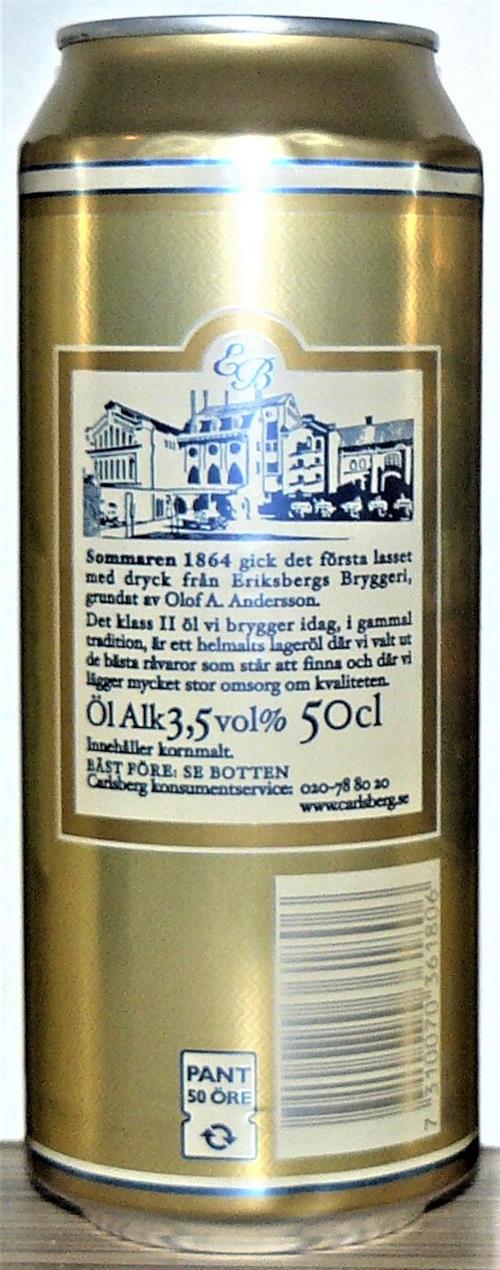 EB
Sommaren 1864 gick det första lasset
med dryck från Eriksbergs Bryggeri,
grundat av Olof A. Andersson.
Det klass II öl vi brygger idag, i gammal
tradition, är ett helmalts lageröl där vi valt ut
de bästa råvaror som står att finna och där vi
lägger mycket stor omsorg om kvaliteten.
Öl Alk 3,5 vol% 50cl
Innehåller kornmalt.
BÄST FÖRE: SE BOTTEN
Carlsberg konsumentservice: 020-78 80 20
www.carlsberg.se
7 310070 361806
PANT
50 ÖRE